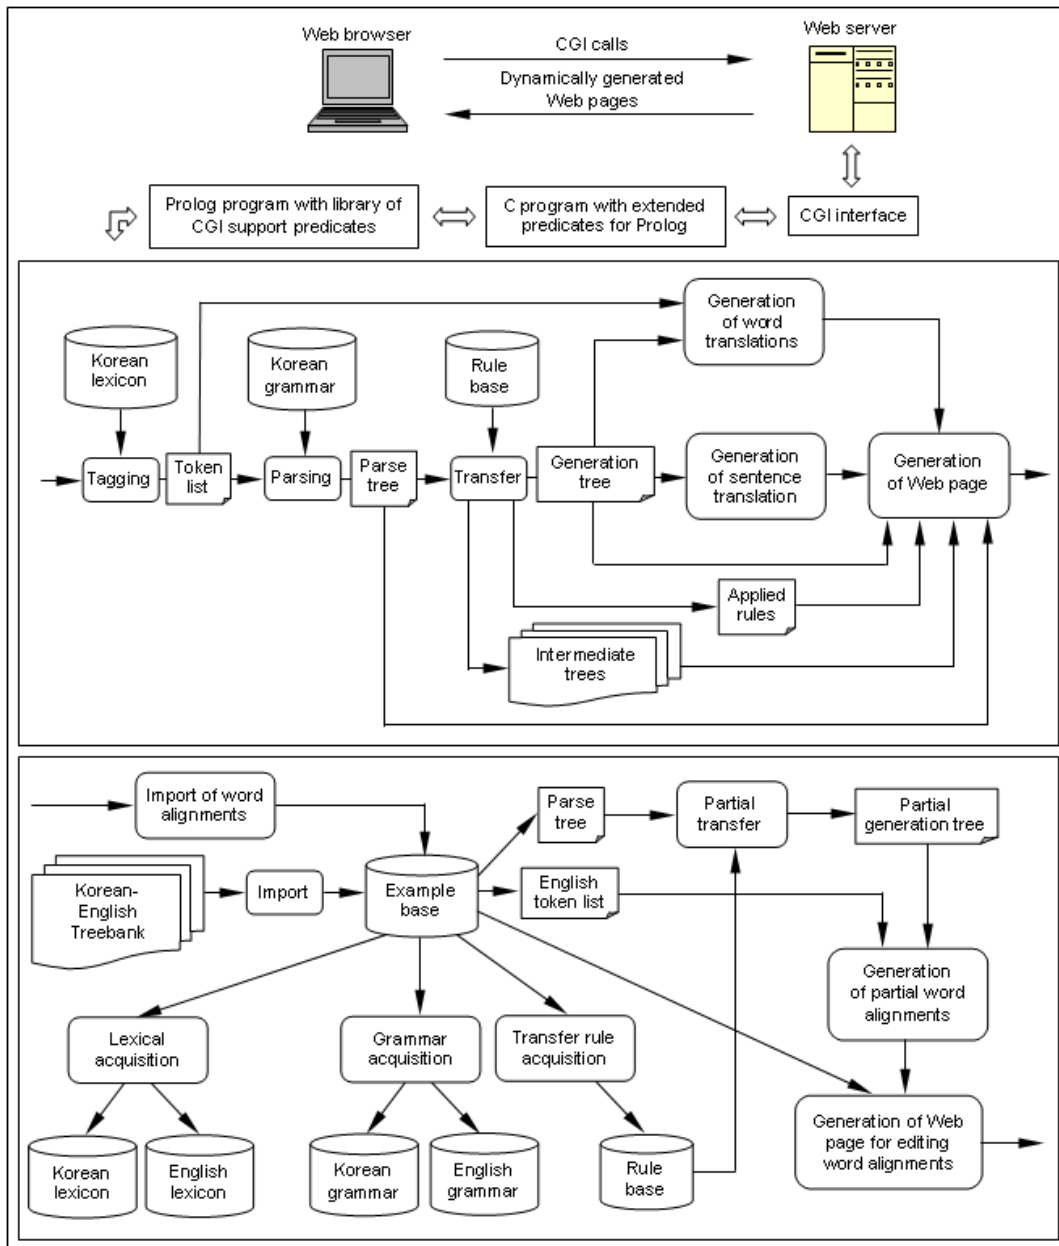 Web browser
Web server
CGI calls
Dynamically generated
Web pages
Prolog program with library of
CGI support predicates
C program with extended
predicates for Prolog
CGI interface
Generation
of word
translations
Korean
lexicon
Korean
grammar
Rule
base
Tagging
Token
list
Parsing
Parse
tree
Transfer
Generation
tree
Generation
of sentence
translation
Generation
of Web page
Applied
rules
Intermediate
trees
Import of word
alignments
Parse
tree
Partial
transfer
Partial
generation tree
Korean-
English
Treebank
Import
Example
base
English
token list
Generation
of partial word
alignments
Lexical
acquisition
Grammar
acquisition
Transfer rule
acquisition
Generation of Web
page for editing
word alignments
Korean
lexicon
English
lexicon
Korean
grammar
English
grammar
Rule
base